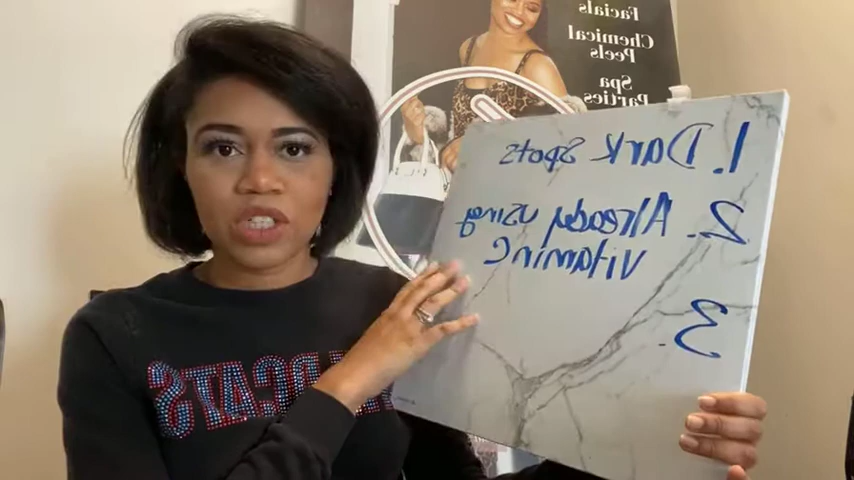 Facials
Chemical
Peels
Spa
Parties
1. Dark spots
2. Already using
Vitamin C
3.